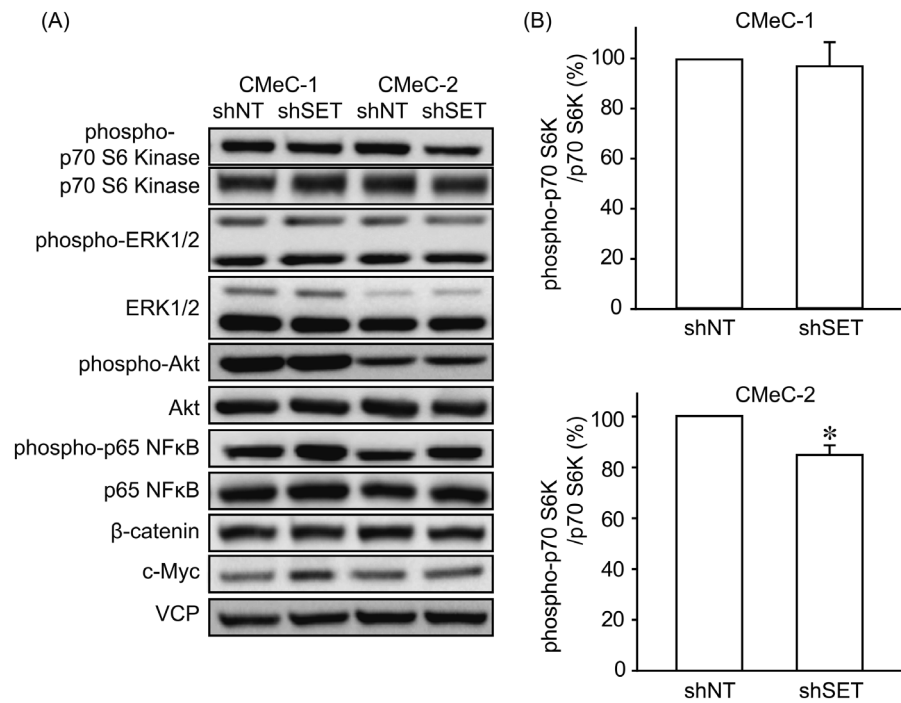 (A)
CMeC-1 CMeC-2
shNT shSET shNT shSET
phospho-
p70 S6 Kinase
p70 S6 Kinase
phospho-ERK1/2
ERK1/2
phospho-Akt
Akt
phospho-p65 NFκB
p65 NFκB
β-catenin
c-Myc
VCP
(B)
CMeC-1
phospho-p70 S6K
/p70 S6K (%)
100
80
60
40
20
0
shNT shSET
CMeC-2
phospho-p70 S6K
/p70 S6K (%)
100
80
60
40
20
0
*
shNT shSET